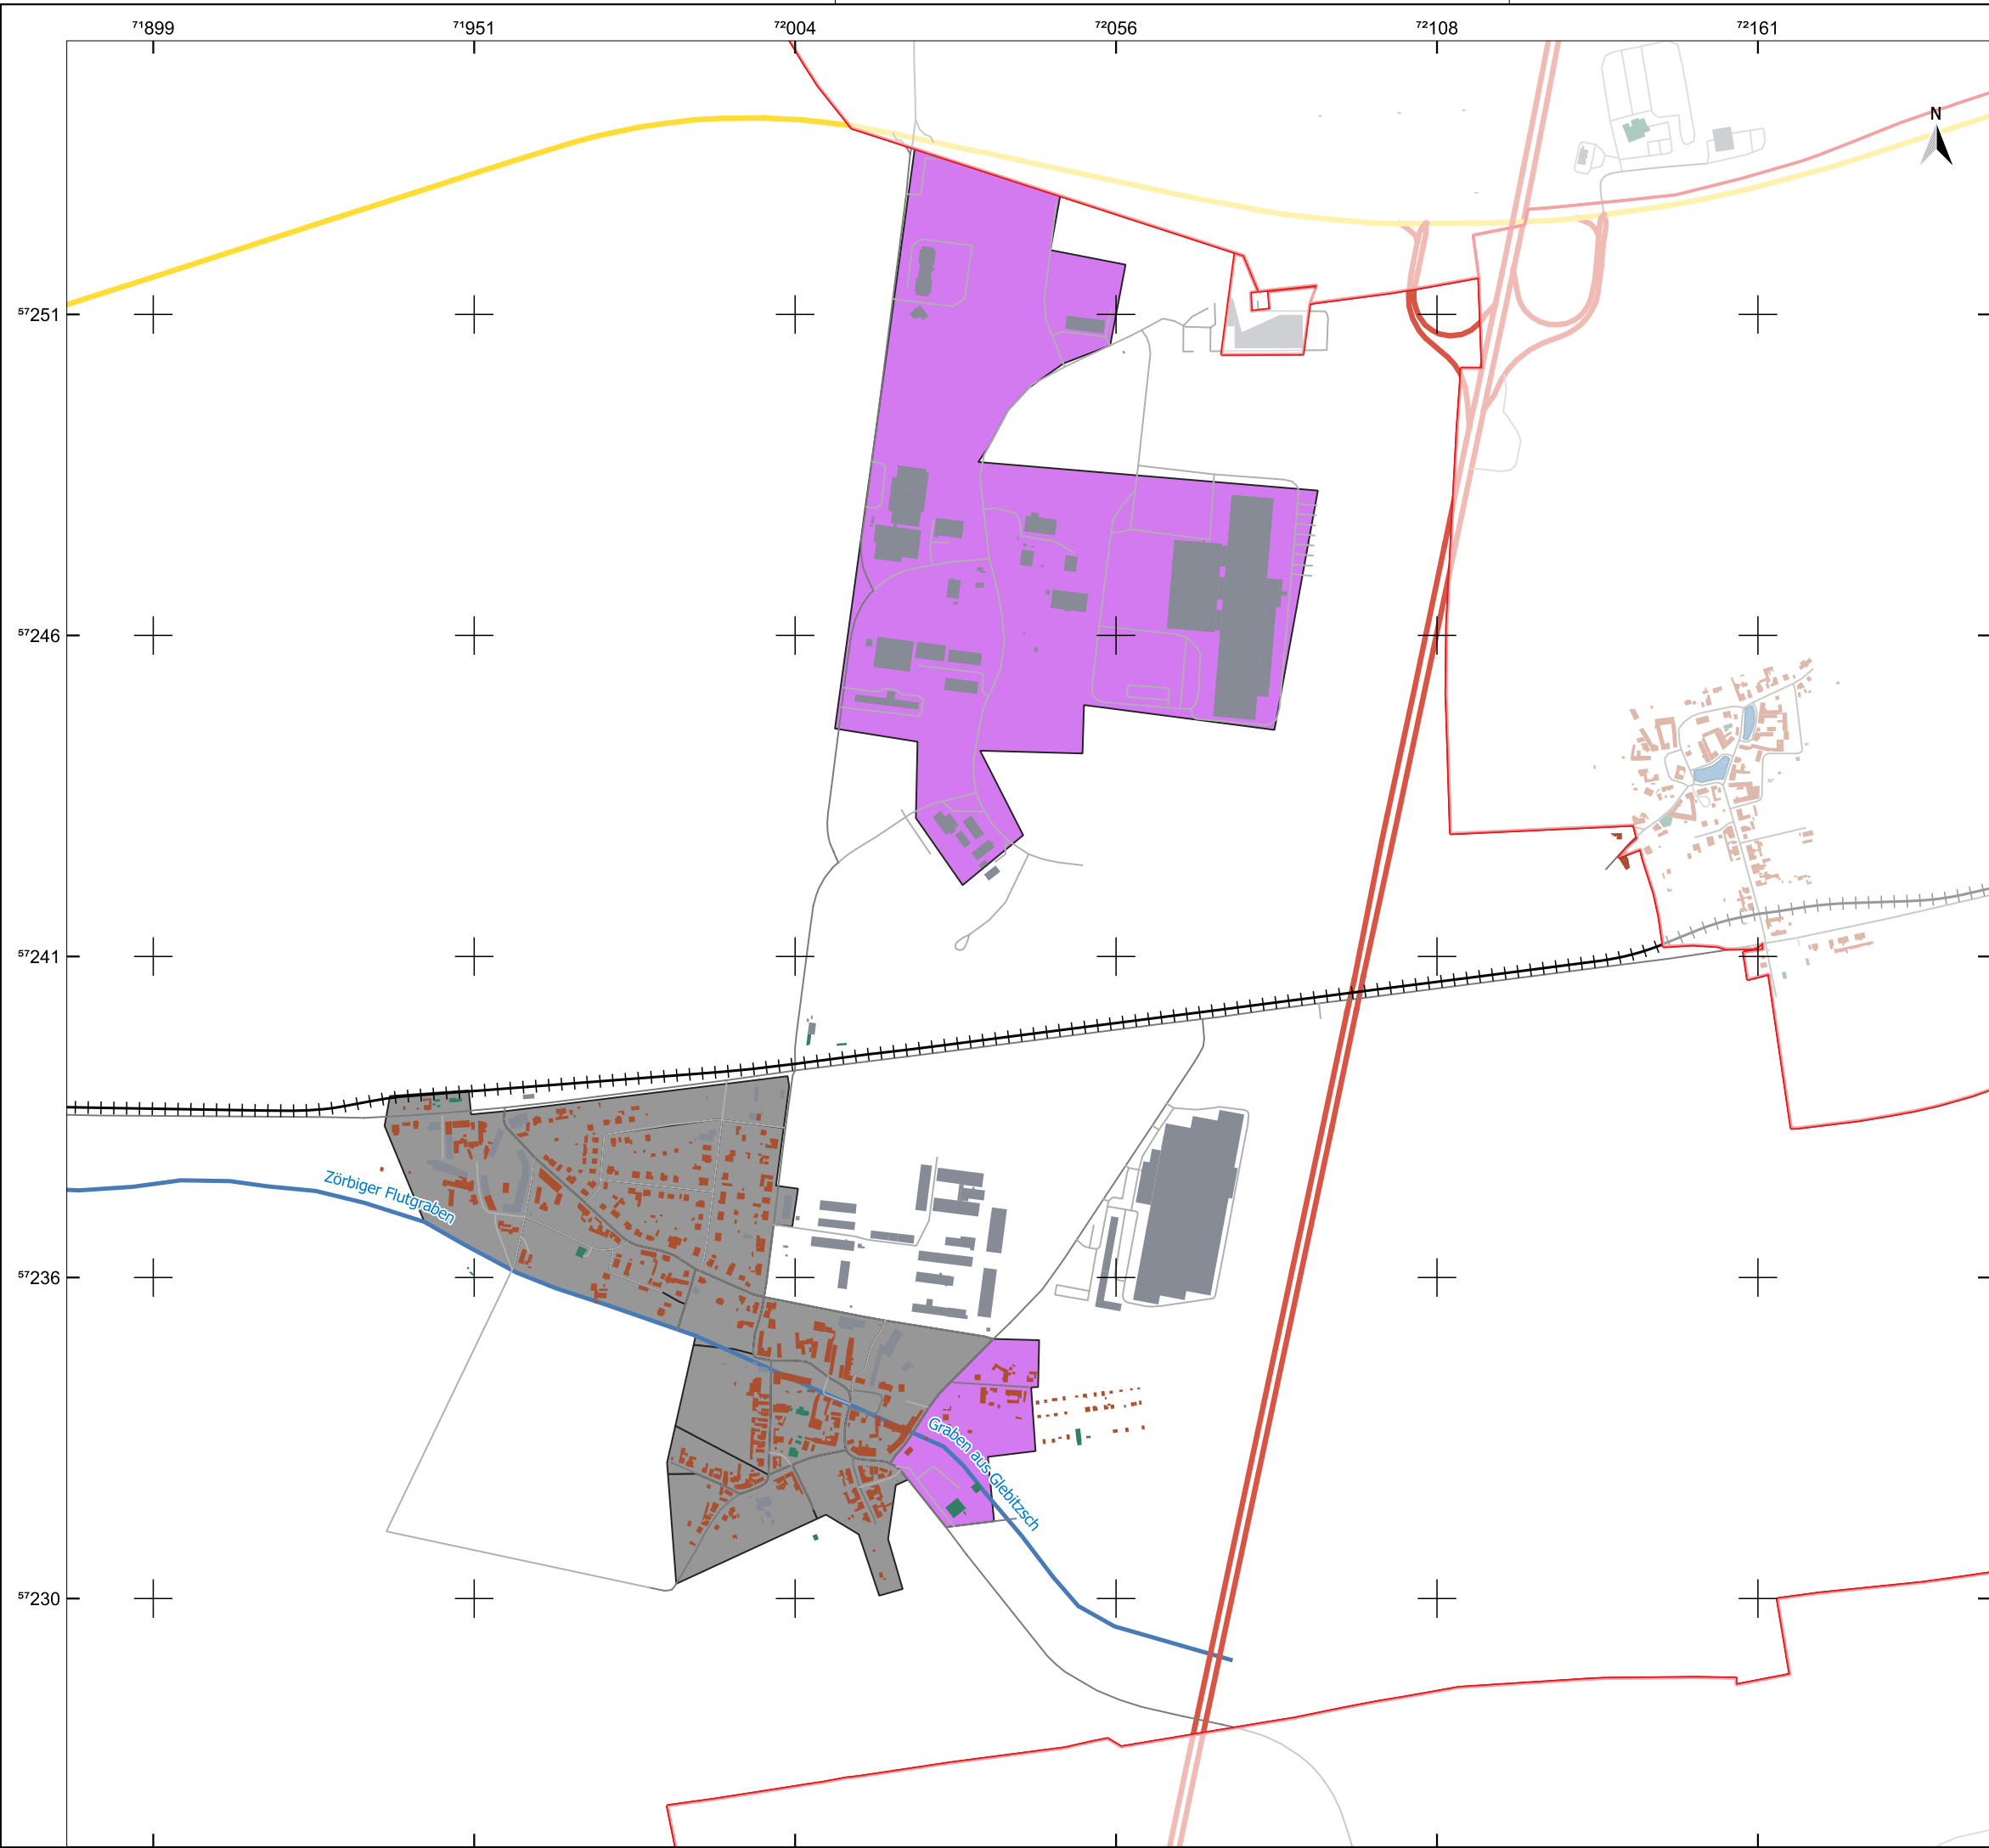 ⁷¹899 ⁷¹951 ⁷²004 ⁷²056 ⁷²108 ⁷²161
N
⁵⁷251
⁵⁷246
⁵⁷241
Zörbiger Flutgraben
⁵⁷236
Graben aus Glebitzsch
⁵⁷230